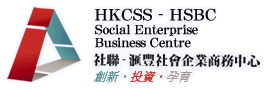 HKCSS - HSBC
Social Enterprise
Business Centre
社聯 - 滙豐社會企業商務中心
創新・投資・孕育